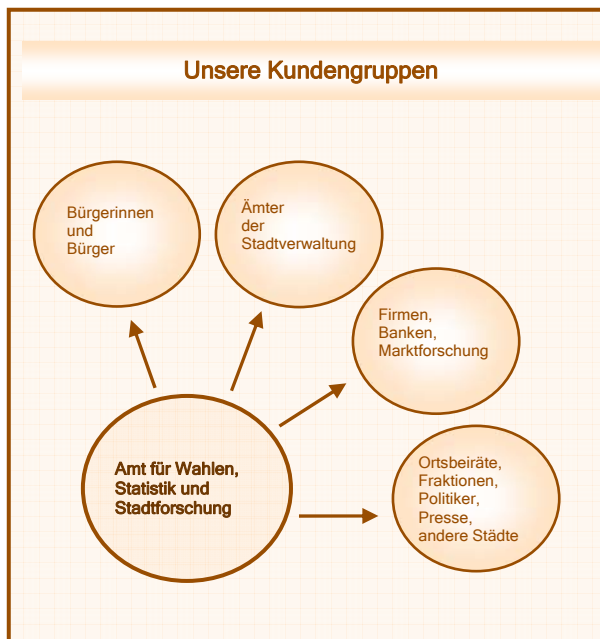 Unsere Kundengruppen
Bürgerinnen
und
Bürger
Ämter
der
Stadtverwaltung
Firmen,
Banken,
Marktforschung
Ortsbeiräte,
Fraktionen,
Politiker,
Presse,
andere Städte
Amt für Wahlen,
Statistik und
Stadtforschung